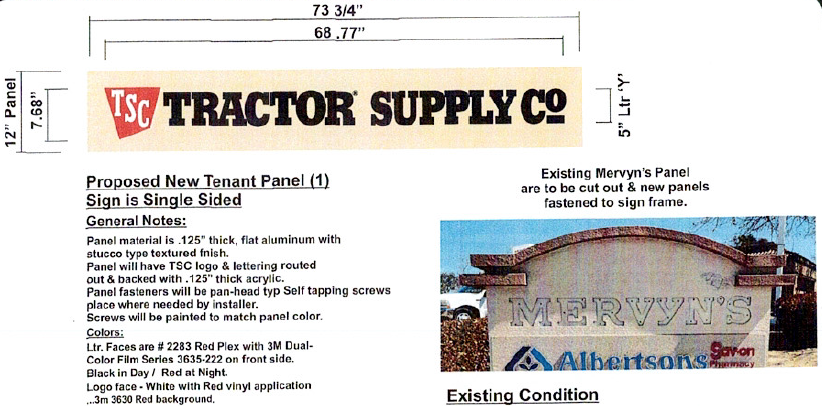 73 3/4"
68 .77"
12" Panel
7.68"
TSC TRACTOR® SUPPLY CO
5" Ltr 'Y'
Proposed New Tenant Panel (1)
Sign is Single Sided
General Notes:
Panel material is .125" thick, flat aluminum with
stucco type textured fnish.
Panel will have TSC logo & lettering routed
out & backed with .125" thick acrylic.
Panel fasteners will be pan-head typ Self tapping screws
place where needed by installer.
Screws will be painted to match panel color.
Colors:
Ltr. Faces are # 2283 Red Plex with 3M Dual-
Color Film Series 3635-222 on front side.
Black in Day / Red at Night.
Logo face - White with Red vinyl application
...3m 3630 Red background.
Existing Mervyn's Panel
are to be cut out & new panels
fastened to sign frame.
MERVYN'S
Albertsons
Sav-on
Pharmacy
Existing Condition